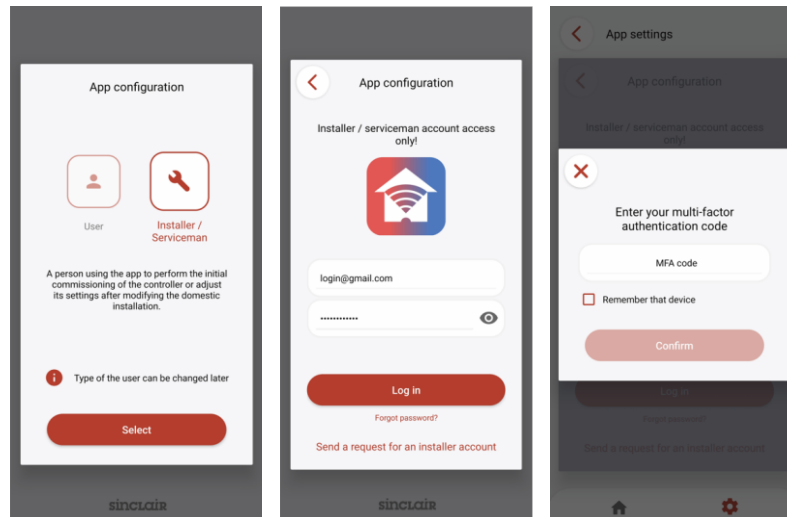 App configuration
User
Installer /
Serviceman
A person using the app to perform the initial
commissioning of the controller or adjust
its settings after modifying the domestic
installation.
Type of the user can be changed later
Select
sinclair
App configuration
Installer / serviceman account access
only!
login@gmail.com
Log in
Forgot password?
Send a request for an installer account
sinclair
App settings
App configuration
Installer / serviceman account access
only!
Enter your multi-factor
authentication code
MFA code
Remember that device
Confirm
Log in
Forgot password?
Send a request for an installer account